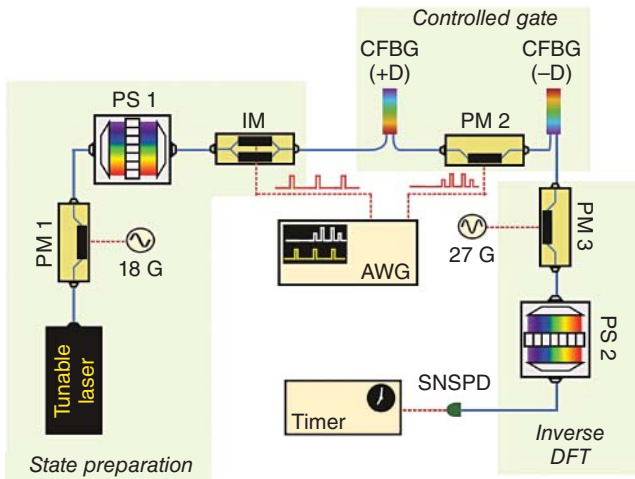 Controlled gate
CFBG
(+D)
CFBG
(–D)
PS 1
IM
PM 2
PM 1
18 G
AWG
27 G
PM 3
Tunable
laser
PS 2
SNSPD
Timer
State preparation
Inverse
DFT